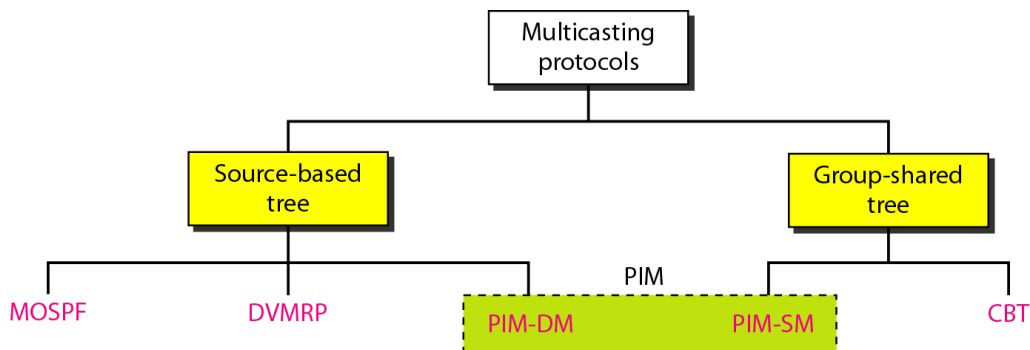 Multicasting
protocols
Source-based
tree
Group-shared
tree
PIM
MOSPF
DVMRP
PIM-DM
PIM-SM
CBT